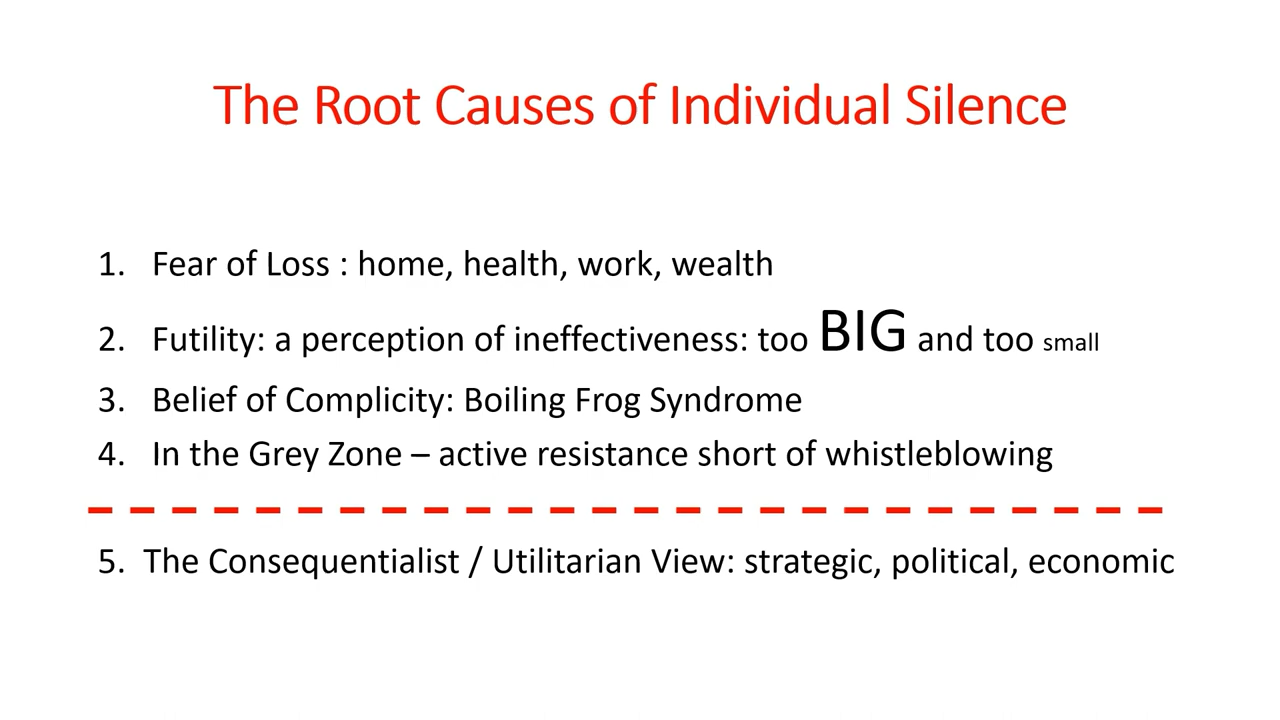 The Root Causes of Individual Silence
1. Fear of Loss : home, health, work, wealth
2. Futility: a perception of ineffectiveness: too BIG and too small
3. Belief of Complicity: Boiling Frog Syndrome
4. In the Grey Zone – active resistance short of whistleblowing
5. The Consequentialist / Utilitarian View: strategic, political, economic